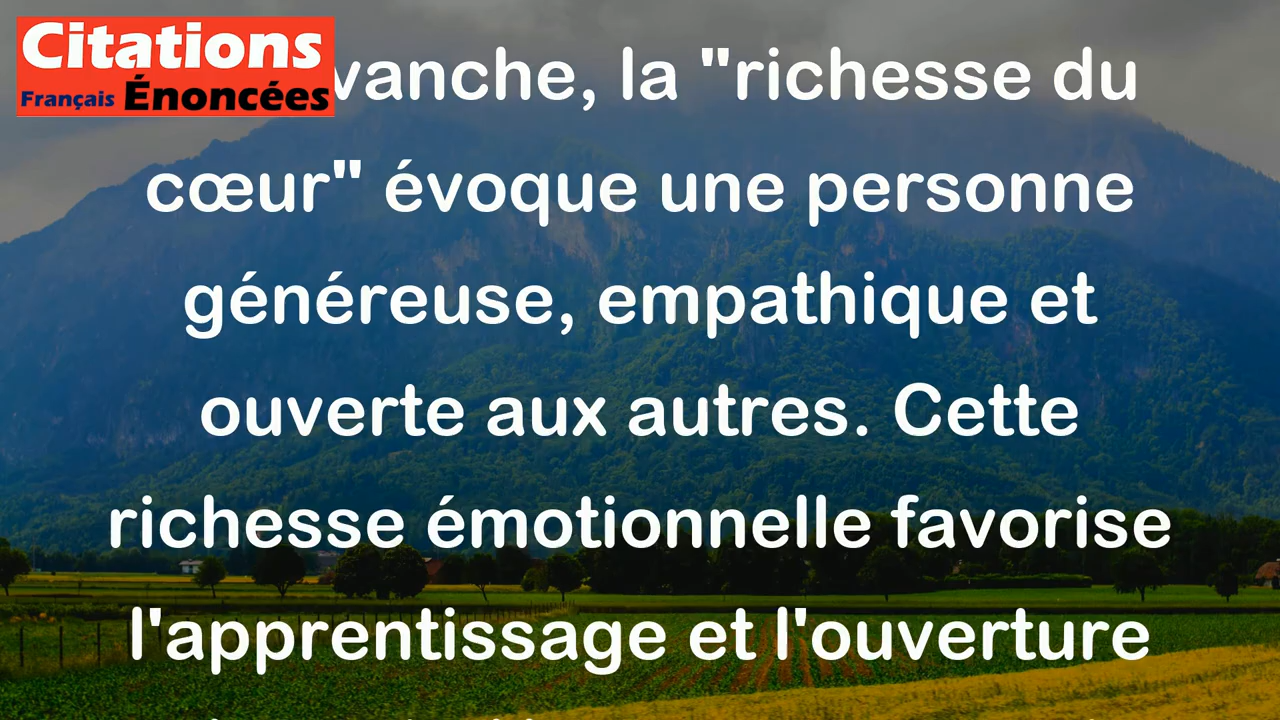 Citations
Français Énoncées
vanche, la "richesse du
cœur" évoque une personne
généreuse, empathique et
ouverte aux autres. Cette
richesse émotionnelle favorise
l'apprentissage et l'ouverture